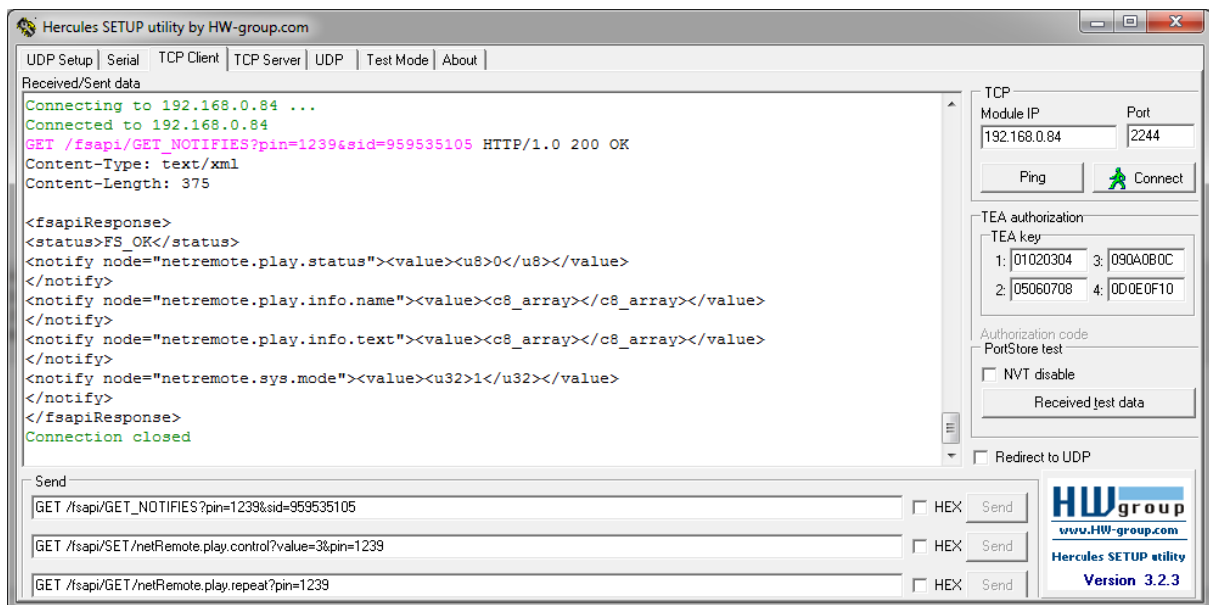 Hercules SETUP utility by HW-group.com
UDP Setup Serial TCP Client TCP Server UDP Test Mode About
Received/Sent data
Connecting to 192.168.0.84 ...
Connected to 192.168.0.84
GET /fsapi/GET_NOTIFIES?pin=1239&sid=959535105 HTTP/1.0 200 OK
Content-Type: text/xml
Content-Length: 375
<fsapiResponse>
<status>FS_OK</status>
<notify node="netremote.play.status"><value><u8>0</u8></value>
</notify>
<notify node="netremote.play.info.name"><value><c8_array></c8_array></value>
</notify>
<notify node="netremote.play.info.text"><value><c8_array></c8_array></value>
</notify>
<notify node="netremote.sys.mode"><value><u32>1</u32></value>
</notify>
</fsapiResponse>
Connection closed
TCP
Module IP Port
192.168.0.84 2244
Ping Connect
TEA authorization
TEA key
1: 01020304 3: 090A0B0C
2: 05060708 4: 0D0E0F10
Authorization code
PortStore test
NVT disable
Received test data
Redirect to UDP
Send
GET /fsapi/GET_NOTIFIES?pin=1239&sid=959535105 HEX Send
GET /fsapi/SET/netRemote.play.control?value=3&pin=1239 HEX Send
GET /fsapi/GET/netRemote.play.repeat?pin=1239 HEX Send
HW group
www.HW-group.com
Hercules SETUP utility
Version 3.2.3